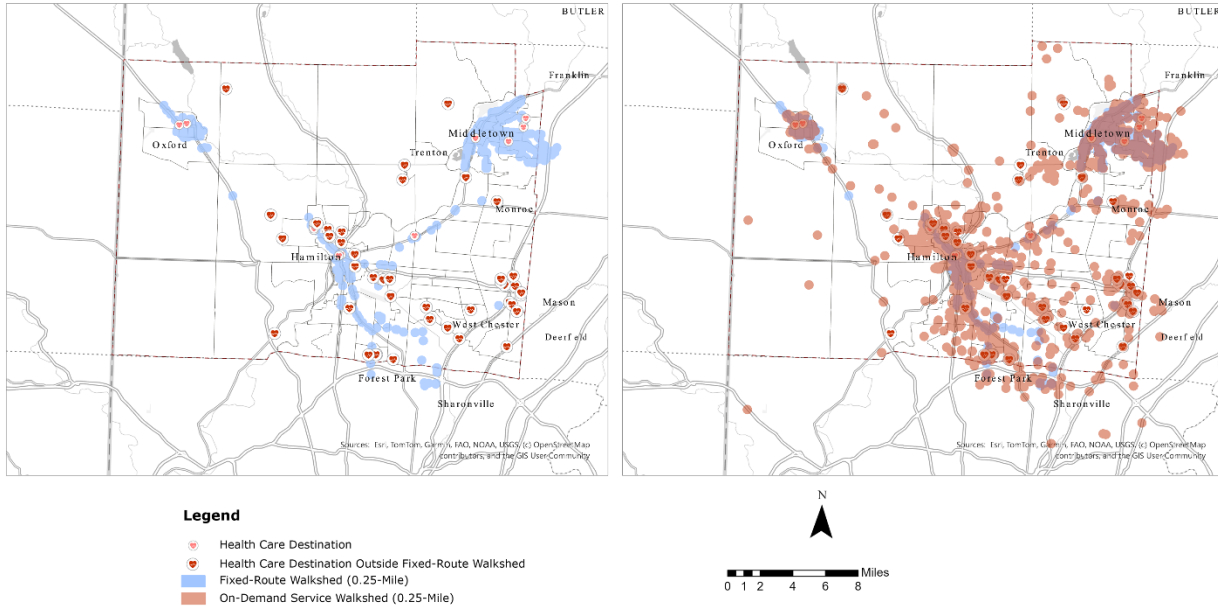 BUTLER
Franklin
Middletown
Oxford
Trenton
Monroe
Hamilton
Mason
West Chester
Deerfield
Forest Park
Sharonville
Sources: Esri, TomTom, Garmin, FAO, NOAA, USGS, (c) OpenStreetMap
contributors, and the GIS User Community
BUTLER
Franklin
Middletown
Oxford
Trenton
Monroe
Hamilton
Mason
West Chester
Deerfield
Forest Park
Sharonville
Sources: Esri, TomTom, Garmin, FAO, NOAA, USGS, (c) OpenStreetMap
contributors, and the GIS User Community
Legend
Health Care Destination
Health Care Destination Outside Fixed-Route Walkshed
Fixed-Route Walkshed (0.25-Mile)
On-Demand Service Walkshed (0.25-Mile)
N
Miles
0 1 2 4 6 8